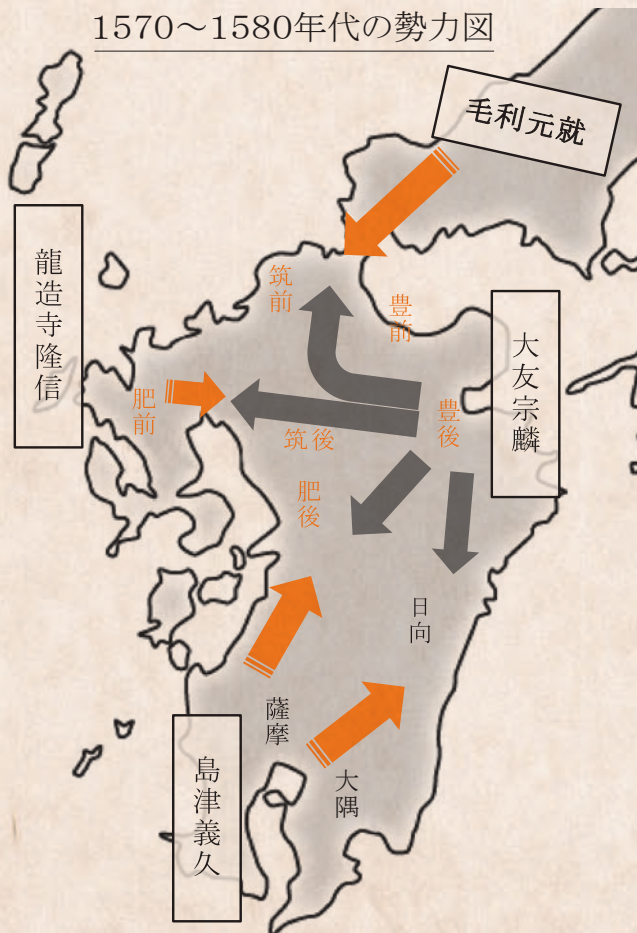 1570～1580年代の勢力図
毛利元就
龍造寺隆信
筑前
豊前
大友宗麟
肥前
豊後
筑後
肥後
日向
薩摩
大隅
島津義久